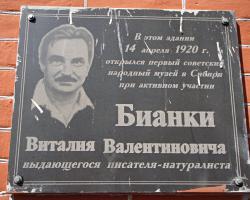 В этом здании
14 апреля 1920 г.
открылся первый советский
народный музей в Сибири
при активном участии
Бианки
Виталия Валентиновича
выдающегося писателя-натуралиста